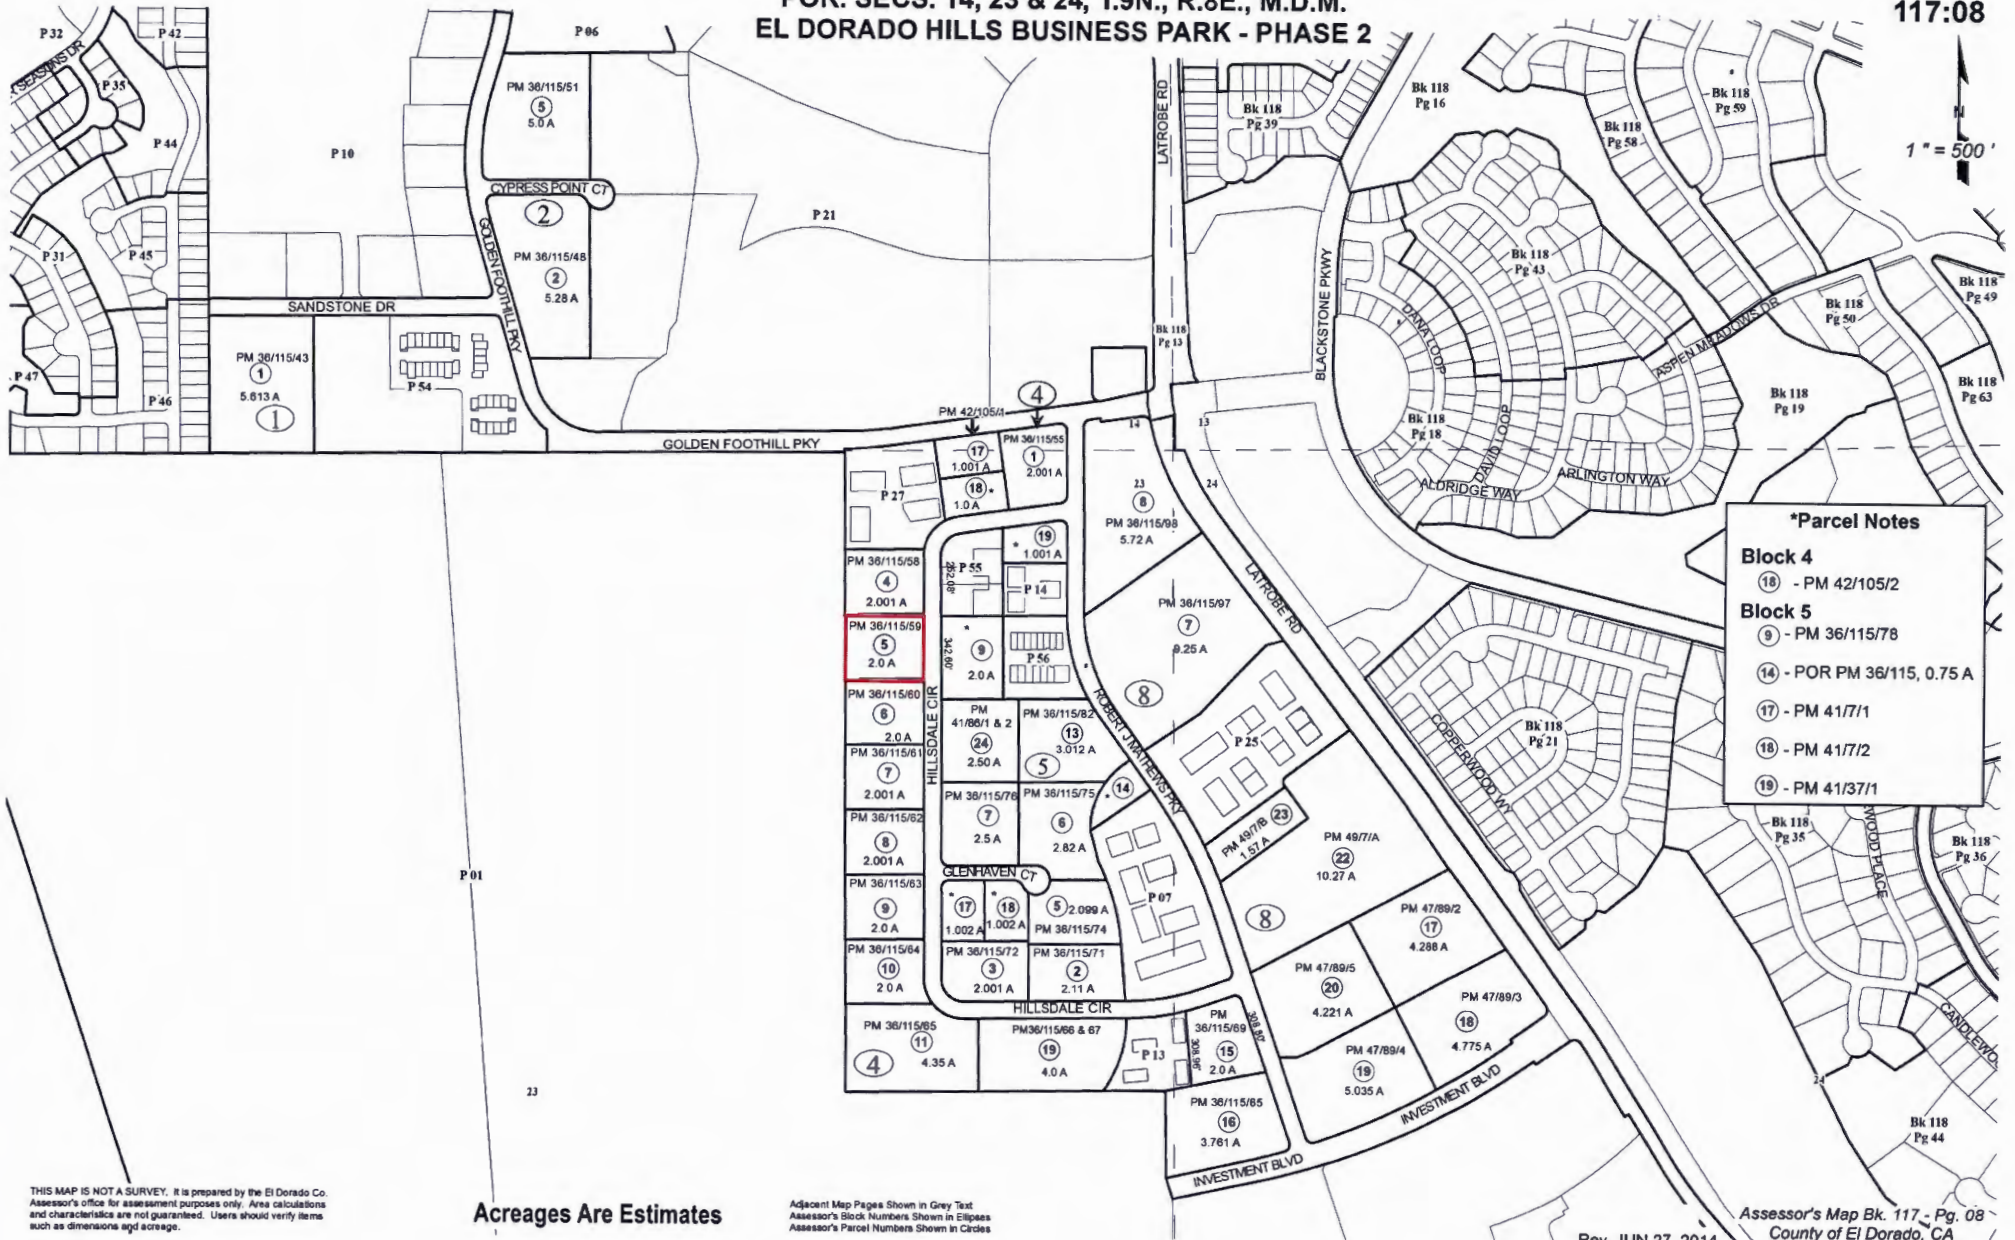 POR. SECS. 14, 23 & 24, T.9N., R.8E., M.D.M.
EL DORADO HILLS BUSINESS PARK - PHASE 2
117:08
N
1 " = 500 '
P 32
P 42
SEASONS DR
P 35
P 44
P 10
P 06
PM 36/115/51
5
5.0 A
CYPRESS POINT CT
2
PM 36/115/48
2
5.28 A
GOLDEN FOOTHILL PKY
P 21
LATROBE RD
Bk 118
Pg 39
Bk 118
Pg 16
Bk 118
Pg 58
Bk 118
Pg 59
Bk 118
Pg 43
Bk 118
Pg 49
Bk 118
Pg 50
Bk 118
Pg 63
Bk 118
Pg 19
Bk 118
Pg 18
Bk 118
Pg 13
BLACKSTONE PKWY
DANA LOOP
DAVID LOOP
ASPEN MEADOWS DR
ALDRIDGE WAY
ARLINGTON WAY
P 31
P 45
P 47
P 46
SANDSTONE DR
PM 36/115/43
1
5.613 A
1
P 54
GOLDEN FOOTHILL PKY
PM 42/105/1
4
17
1.001 A
PM 36/115/55
1
2.001 A
18 *
1.0 A
P 27
14
13
23
24
6
PM 36/115/98
5.72 A
* 19
1.001 A
P 55
P 14
252.08'
PM 36/115/58
4
2.001 A
PM 36/115/59
5
2.0 A
342.60'
*
9
2.0 A
P 56
PM 36/115/97
7
9.25 A
LATROBE RD
8
PM 36/115/60
6
2.0 A
HILLSDALE CIR
PM
41/86/1 & 2
24
2.50 A
PM 36/115/82
13
3.012 A
5
ROBERT J MATHEWS PKY
P 25
PM 36/115/61
7
2.001 A
PM 36/115/76
7
2.5 A
PM 36/115/75
6
2.82 A
* 14
PM 49/7/B 23
1.57 A
PM 49/7/A
22
10.27 A
PM 36/115/62
8
2.001 A
GLENHAVEN CT
PM 36/115/63
9
2.0 A
*
17
1.002 A
*
18
1.002 A
5 2.099 A
PM 36/115/74
P 07
8
PM 47/89/2
17
4.288 A
PM 36/115/64
10
2.0 A
PM 36/115/72
3
2.001 A
PM 36/115/71
2
2.11 A
PM 47/89/5
20
4.221 A
PM 47/89/3
18
4.775 A
HILLSDALE CIR
PM 36/115/65
11
4.35 A
4
PM36/115/66 & 67
19
4.0 A
P 13
308.96'
PM
36/115/69
15
2.0 A
308.80'
PM 47/89/4
19
5.035 A
INVESTMENT BLVD
PM 36/115/65
16
3.761 A
INVESTMENT BLVD
P 01
23
COPPERWOOD WY
Bk 118
Pg 21
*Parcel Notes
Block 4
18 - PM 42/105/2
Block 5
9 - PM 36/115/78
14 - POR PM 36/115, 0.75 A
17 - PM 41/7/1
18 - PM 41/7/2
19 - PM 41/37/1
Bk 118
Pg 35
WOOD PLACE
Bk 118
Pg 36
CANDLEWO
24
Bk 118
Pg 44
THIS MAP IS NOT A SURVEY. It is prepared by the El Dorado Co.
Assessor's office for assessment purposes only. Area calculations
and characteristics are not guaranteed. Users should verify items
such as dimensions and acreage.
Acreages Are Estimates
Adjacent Map Pages Shown in Grey Text
Assessor's Block Numbers Shown in Ellipses
Assessor's Parcel Numbers Shown in Circles
Assessor's Map Bk. 117 - Pg. 08
County of El Dorado, CA
Rev. JUN 27, 2014